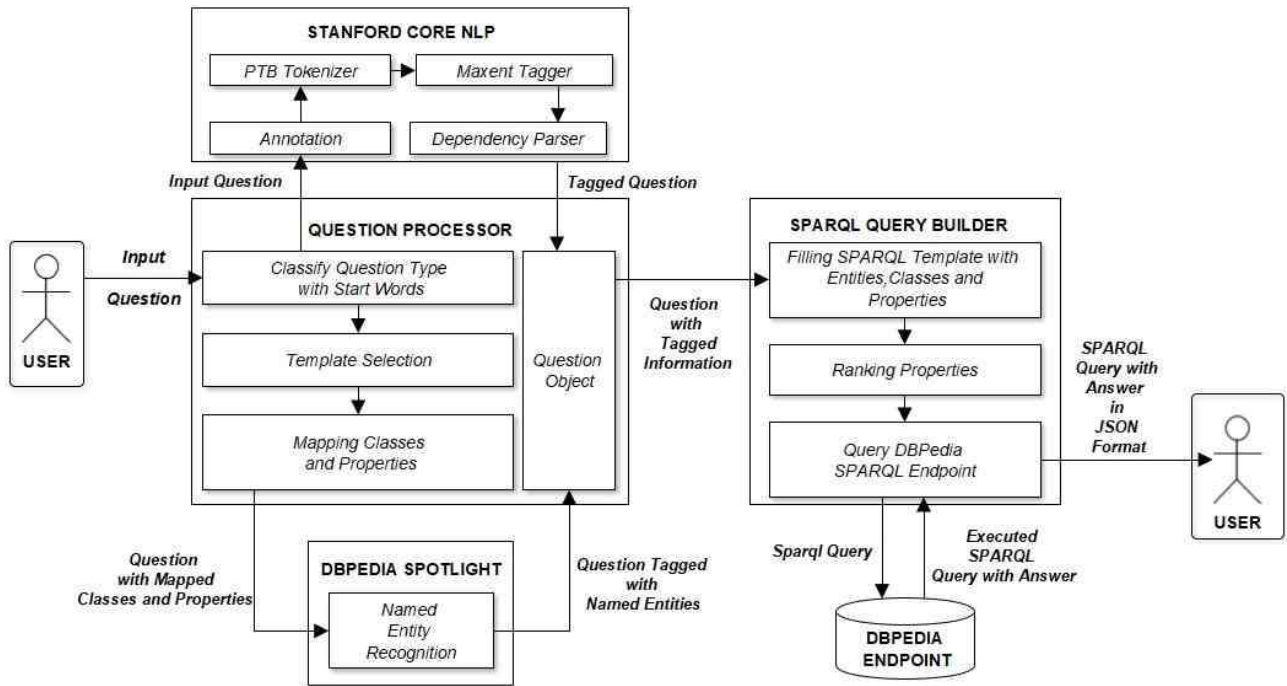 STANFORD CORE NLP
PTB Tokenizer
Maxent Tagger
Annotation
Dependency Parser
Input Question
Tagged Question
QUESTION PROCESSOR
Input
Question
USER
Classify Question Type
with Start Words
Template Selection
Mapping Classes
and Properties
Question
Object
Question
with
Tagged
Information
SPARQL QUERY BUILDER
Filling SPARQL Template with
Entities,Classes and
Properties
Ranking Properties
Query DBPedia
SPARQL Endpoint
SPARQL
Query with
Answer
in
JSON
Format
USER
Question
with Mapped
Classes and Properties
DBPEDIA SPOTLIGHT
Named
Entity
Recognition
Question Tagged
with
Named Entities
Sparql Query
Executed
SPARQL
Query with Answer
DBPEDIA
ENDPOINT